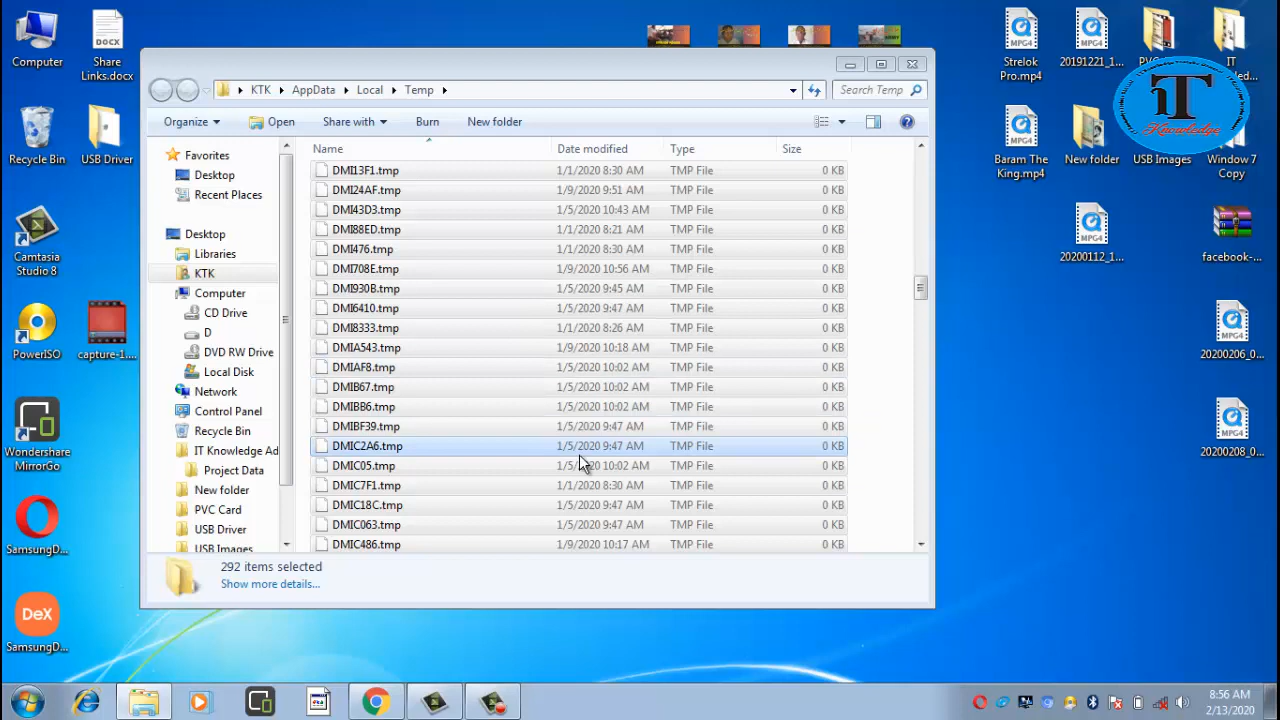 Computer
Share
Links.docx
Recycle Bin
USB Driver
Camtasia
Studio 8
PowerISO
capture-1....
Wondershare
MirrorGo
SamsungD...
DeX
SamsungD...
KTK
AppData
Local
Temp
Search Temp
Organize
Open
Share with
Burn
New folder
Name
Date modified
Type
Size
Favorites
Desktop
Recent Places
Desktop
Libraries
KTK
Computer
CD Drive
D
DVD RW Drive
Local Disk
Network
Control Panel
Recycle Bin
IT Knowledge Ad
Project Data
New folder
PVC Card
USB Driver
USB Images
DMI13F1.tmp 1/1/2020 8:30 AM TMP File 0 KB
DMI24AF.tmp 1/9/2020 9:51 AM TMP File 0 KB
DMI43D3.tmp 1/5/2020 10:43 AM TMP File 0 KB
DMI88ED.tmp 1/1/2020 8:21 AM TMP File 0 KB
DMI476.tmp 1/1/2020 8:30 AM TMP File 0 KB
DMI708E.tmp 1/9/2020 10:56 AM TMP File 0 KB
DMI930B.tmp 1/5/2020 9:45 AM TMP File 0 KB
DMI6410.tmp 1/5/2020 9:47 AM TMP File 0 KB
DMI8333.tmp 1/1/2020 8:26 AM TMP File 0 KB
DMIA543.tmp 1/9/2020 10:18 AM TMP File 0 KB
DMIAF8.tmp 1/5/2020 10:02 AM TMP File 0 KB
DMIB67.tmp 1/5/2020 10:02 AM TMP File 0 KB
DMIBB6.tmp 1/5/2020 10:02 AM TMP File 0 KB
DMIBF39.tmp 1/5/2020 9:47 AM TMP File 0 KB
DMIC2A6.tmp 1/5/2020 9:47 AM TMP File 0 KB
DMIC05.tmp 1/5/2020 10:02 AM TMP File 0 KB
DMIC7F1.tmp 1/1/2020 8:30 AM TMP File 0 KB
DMIC18C.tmp 1/5/2020 9:47 AM TMP File 0 KB
DMIC063.tmp 1/5/2020 9:47 AM TMP File 0 KB
DMIC486.tmp 1/9/2020 10:17 AM TMP File 0 KB
292 items selected
Show more details...
MPG4
Strelok
Pro.mp4
MPG4
20191221_1...
IT
iT
Knowledge
MPG4
Baram The
King.mp4
New folder
USB Images
Window 7
Copy
MPG4
20200112_1...
facebook-...
MPG4
20200206_0...
MPG4
20200208_0...
DOCX
8:56 AM
2/13/2020